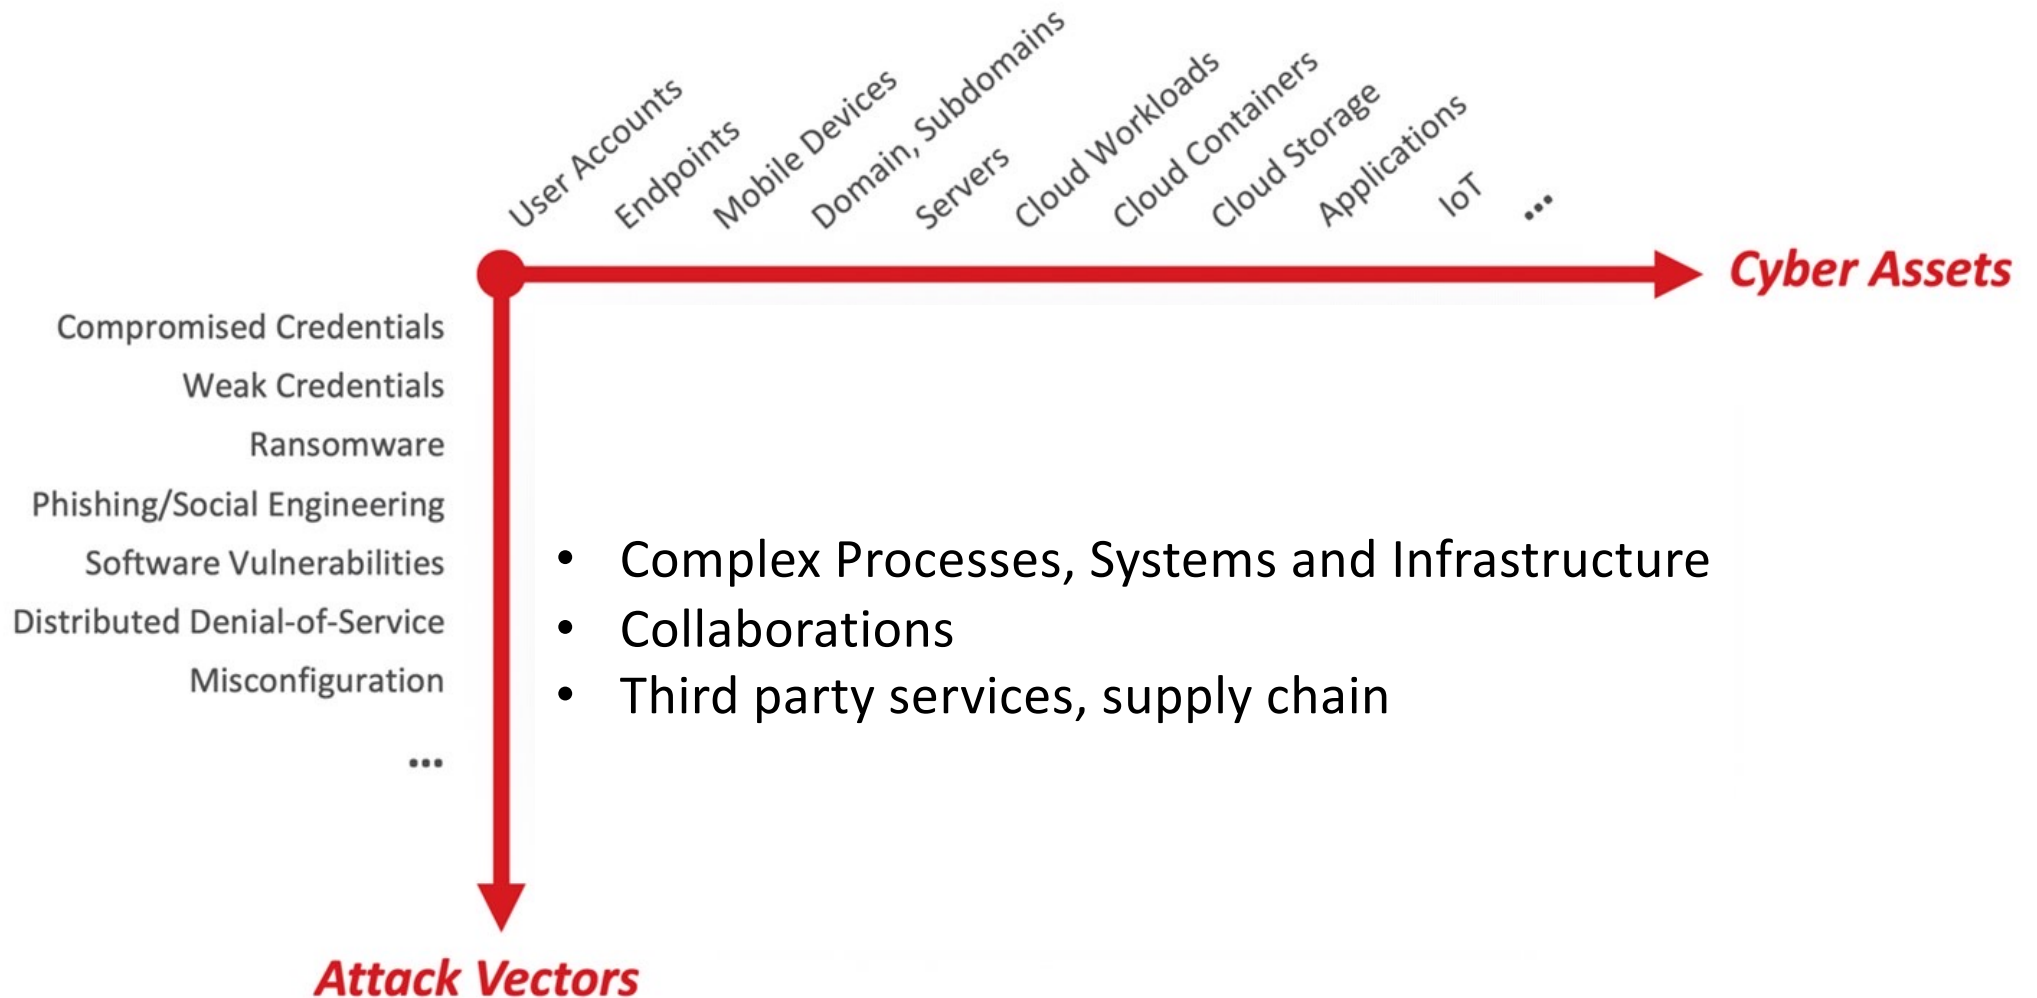 User Accounts
Endpoints
Mobile Devices
Domain, Subdomains
Servers
Cloud Workloads
Cloud Containers
Cloud Storage
Applications
IoT
...
Cyber Assets
Compromised Credentials
Weak Credentials
Ransomware
Phishing/Social Engineering
Software Vulnerabilities
Distributed Denial-of-Service
Misconfiguration
...
• Complex Processes, Systems and Infrastructure
• Collaborations
• Third party services, supply chain
Attack Vectors